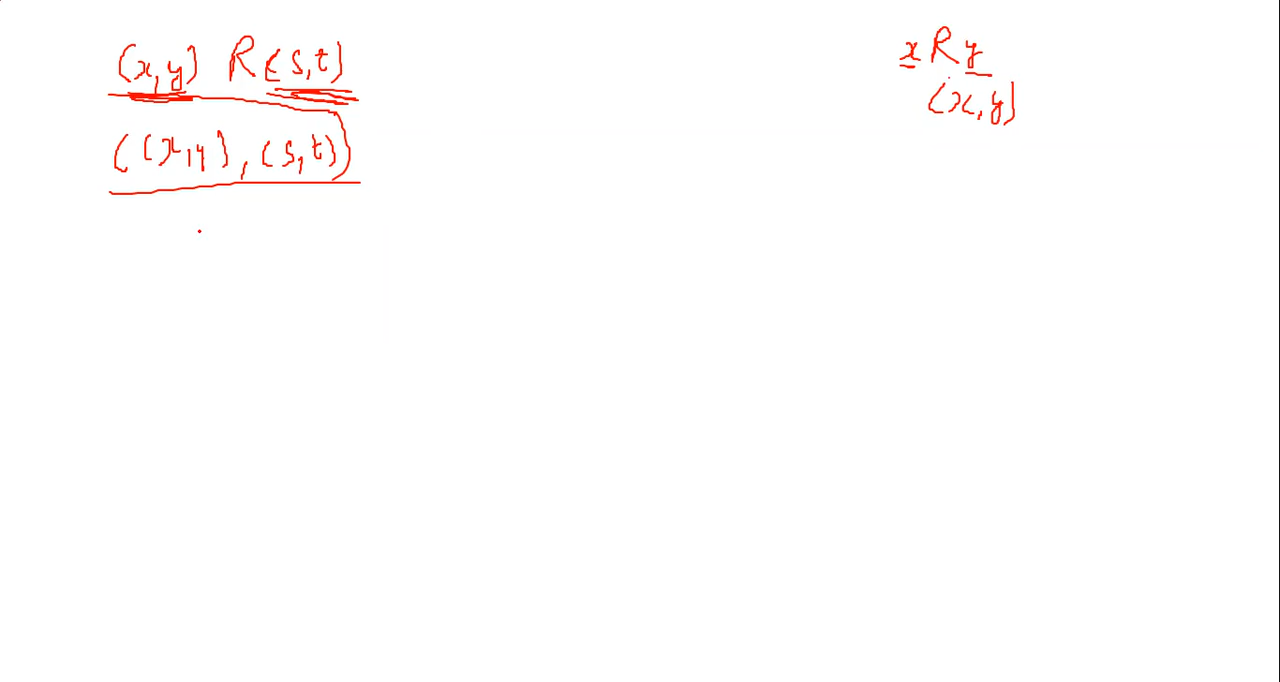 (x,y) R (s,t)
((x,y), (s,t))
x R y
(x,y)